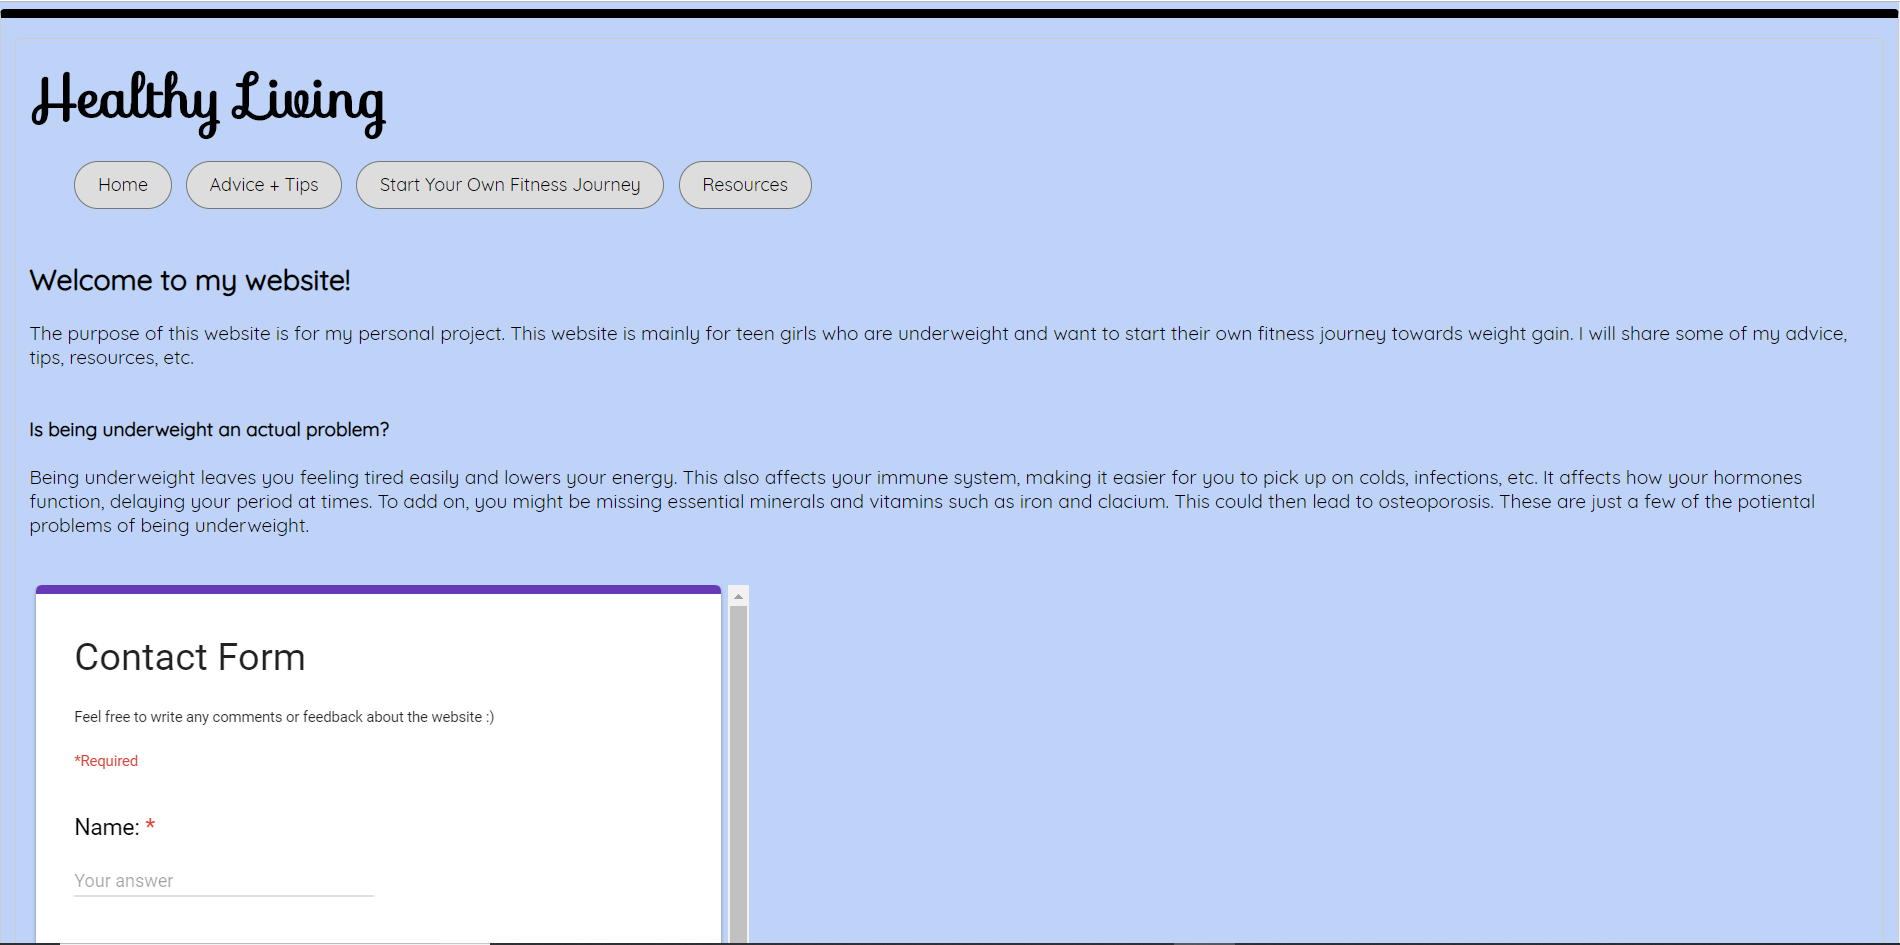 Healthy Living
Home
Advice + Tips
Start Your Own Fitness Journey
Resources
Welcome to my website!
The purpose of this website is for my personal project. This website is mainly for teen girls who are underweight and want to start their own fitness journey towards weight gain. I will share some of my advice,
tips, resources, etc.
Is being underweight an actual problem?
Being underweight leaves you feeling tired easily and lowers your energy. This also affects your immune system, making it easier for you to pick up on colds, infections, etc. It affects how your hormones
function, delaying your period at times. To add on, you might be missing essential minerals and vitamins such as iron and clacium. This could then lead to osteoporosis. These are just a few of the potiental
problems of being underweight.
Contact Form
Feel free to write any comments or feedback about the website :)
*Required
Name: *
Your answer